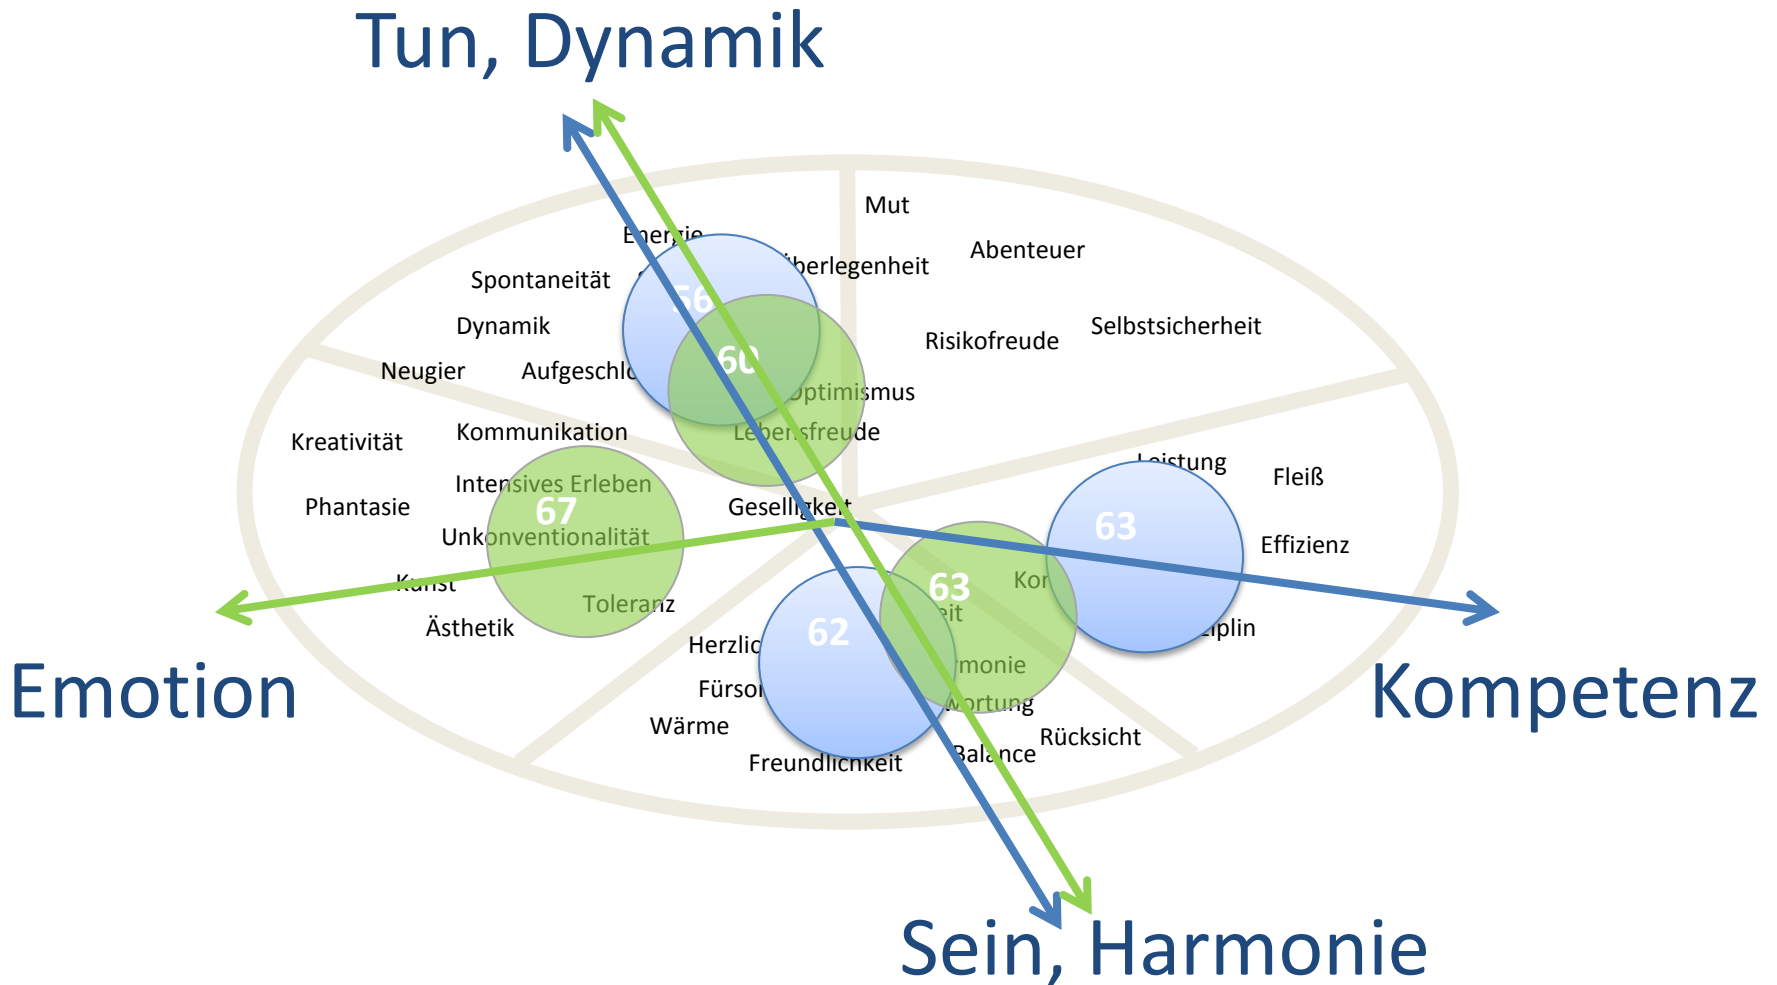 Tun, Dynamik
Mut
Energie
Abenteuer
Überlegenheit
Spontaneität
56
Dynamik
Selbstsicherheit
Risikofreude
60
Neugier
Optimismus
Lebensfreude
Kreativität
Kommunikation
Leistung
Fleiß
Intensives Erleben
Phantasie
67
Geselligkeit
63
Unkonventionalität
Effizienz
Kunst
63
Toleranz
Ästhetik
62
Wärme
Rücksicht
Balance
Freundlichkeit
Emotion
Kompetenz
Sein, Harmonie